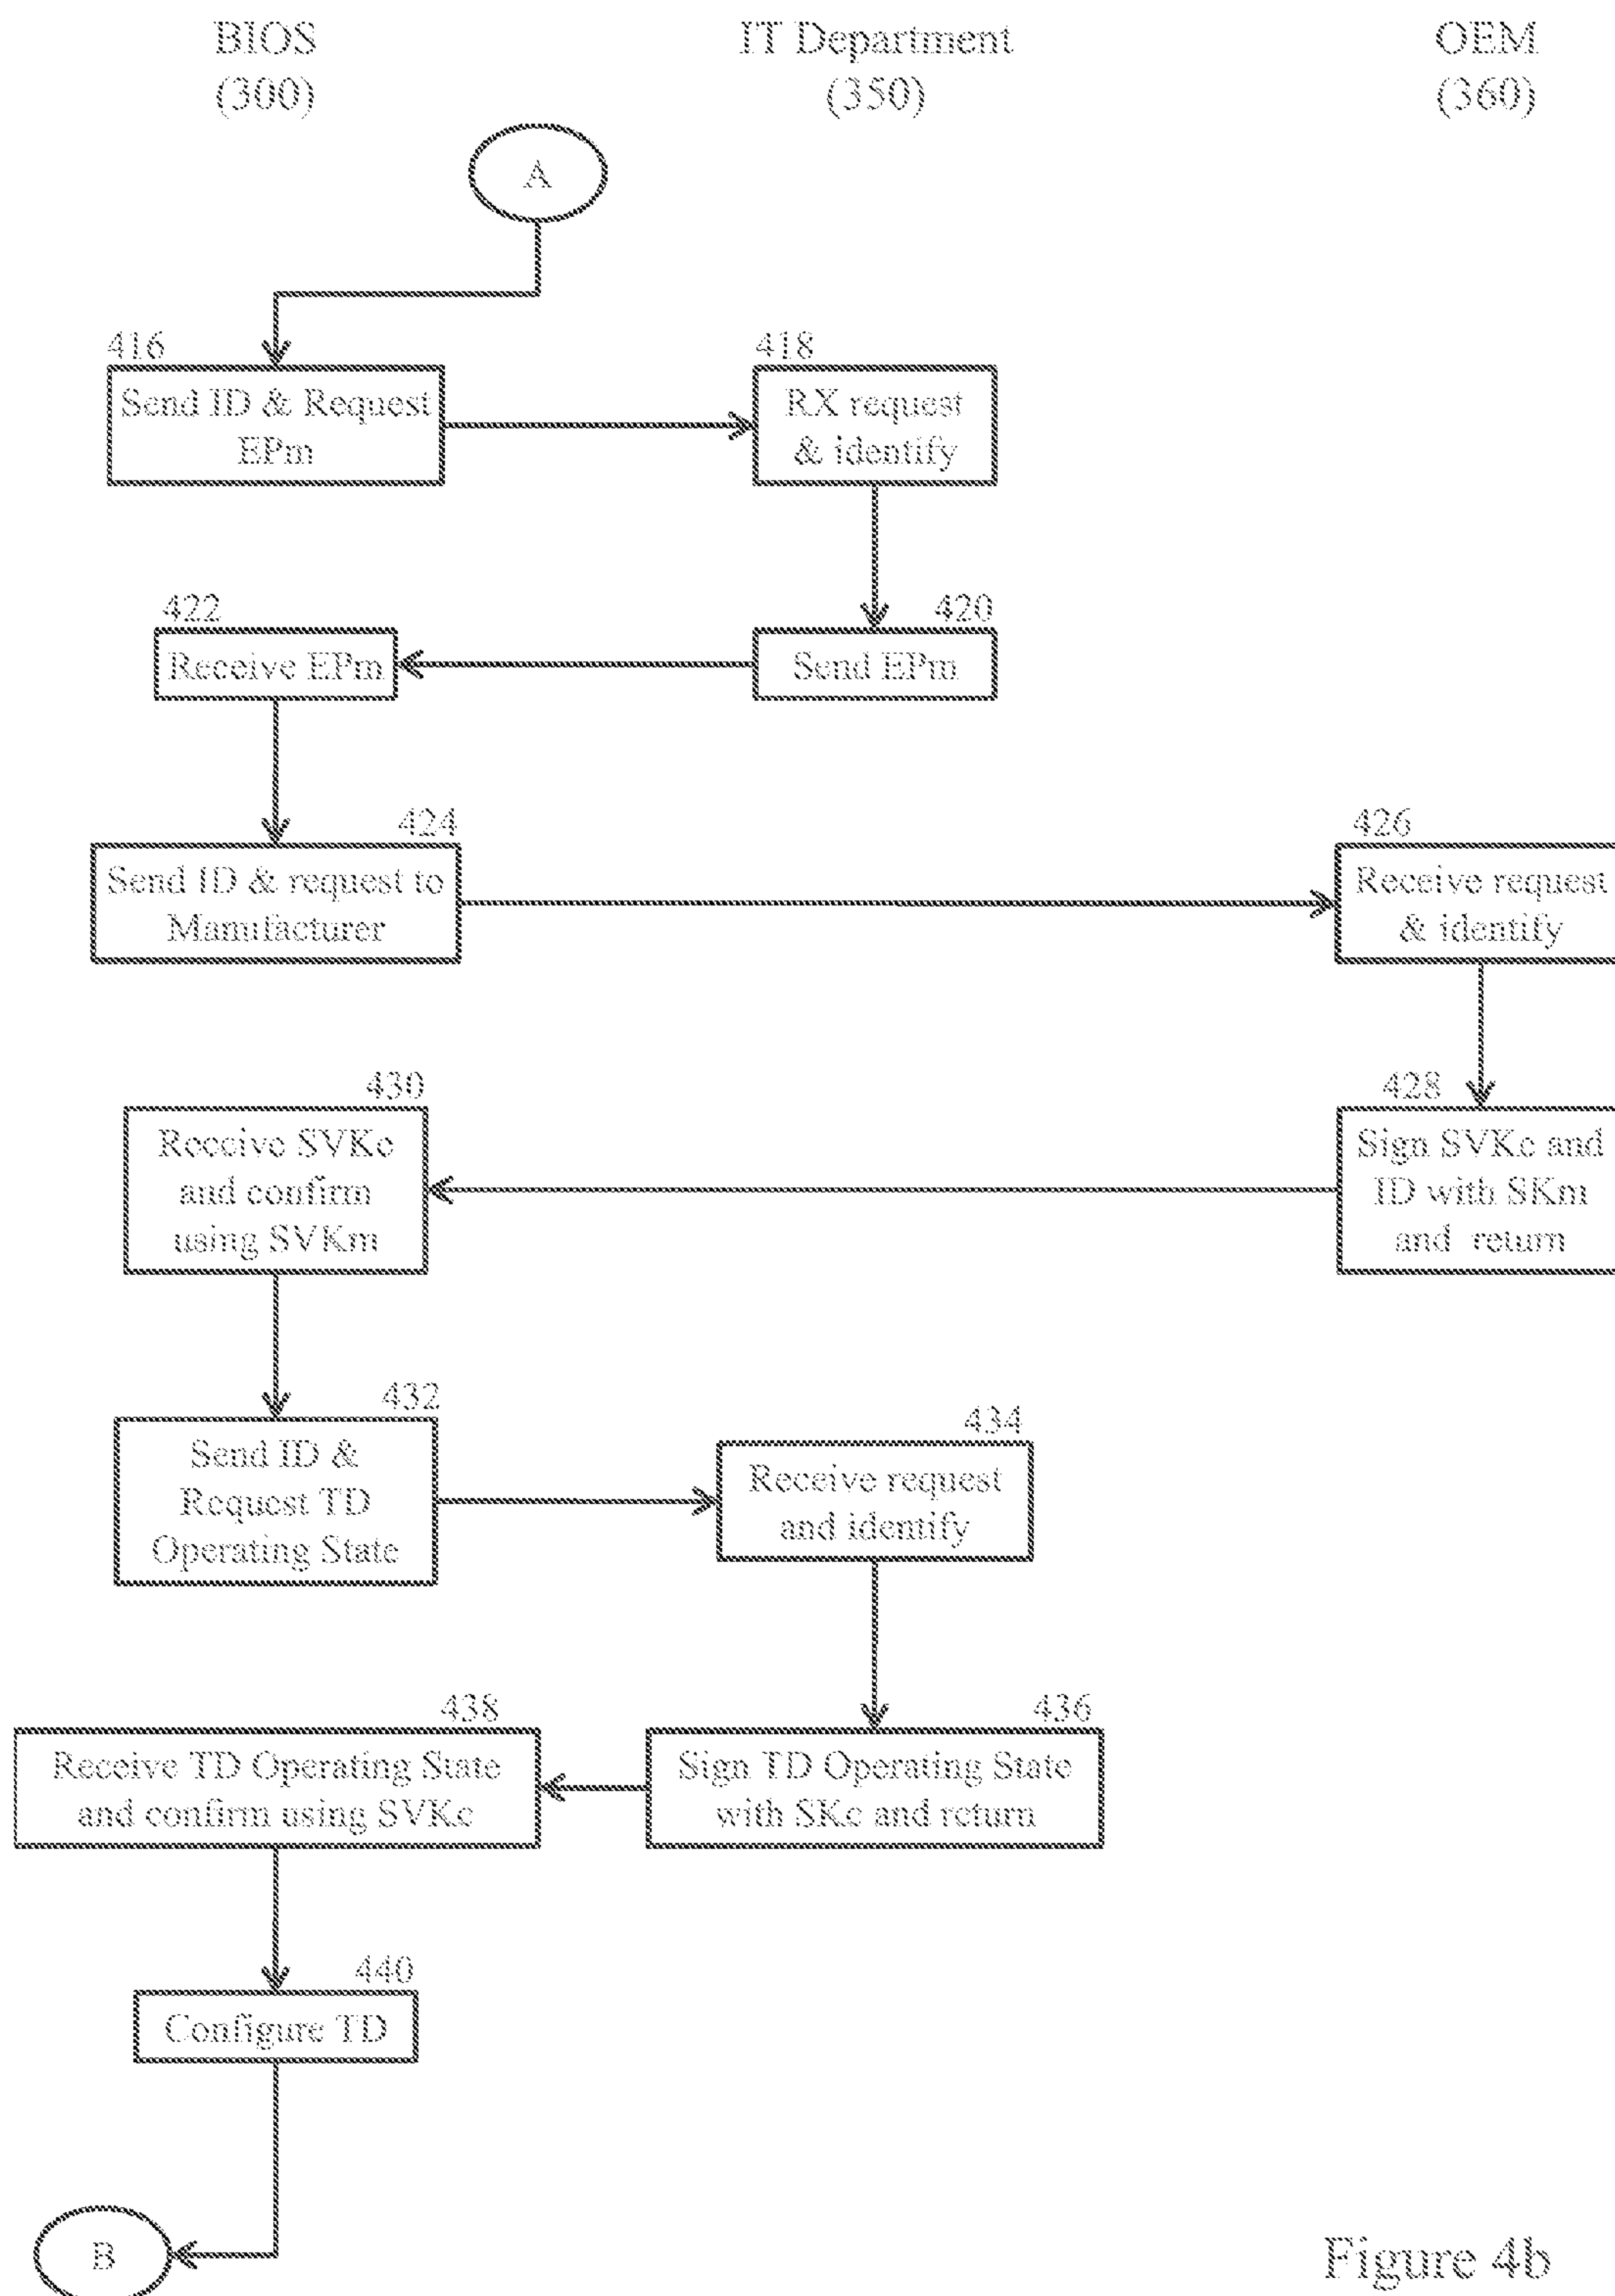 BIOS
(300)
IT Department
(350)
OEM
(360)
A
416
Send ID & Request
EPm
418
RX request
& identify
422
Receive EPm
420
Send EPm
424
Send ID & request to
Manufacturer
426
Receive request
& identify
430
Receive SVKc
and confirm
using SVKm
428
Sign SVKc and
ID with SKm
and return
432
Send ID &
Request TD
Operating State
434
Receive request
and identify
438
Receive TD Operating State
and confirm using SVKc
436
Sign TD Operating State
with SKc and return
440
Configure TD
B
Figure 4b